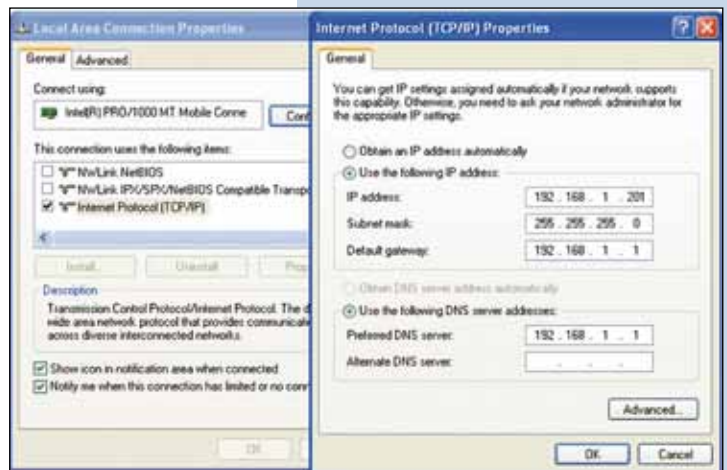 Local Area Connection Properties
General Advanced
Connect using:
Intel(R) PRO/1000 MT Mobile Conne
Conf
This connection uses the following items:
NWLink NetBIOS
NWLink IPX/SPX/NetBIOS Compatible Transpo
Internet Protocol (TCP/IP)
Install... Uninstall Prop
Description
Transmission Control Protocol/Internet Protocol. The d
wide area network protocol that provides communicati
across diverse interconnected networks.
Show icon in notification area when connected
Notify me when this connection has limited or no conn
OK
Internet Protocol (TCP/IP) Properties
General
You can get IP settings assigned automatically if your network supports
this capability. Otherwise, you need to ask your network administrator for
the appropriate IP settings.
Obtain an IP address automatically
Use the following IP address:
IP address: 192 . 168 . 1 . 201
Subnet mask: 255 . 255 . 255 . 0
Default gateway: 192 . 168 . 1 . 1
Obtain DNS server address automatically
Use the following DNS server addresses:
Preferred DNS server: 192 . 168 . 1 . 1
Alternate DNS server: . . .
Advanced...
OK Cancel